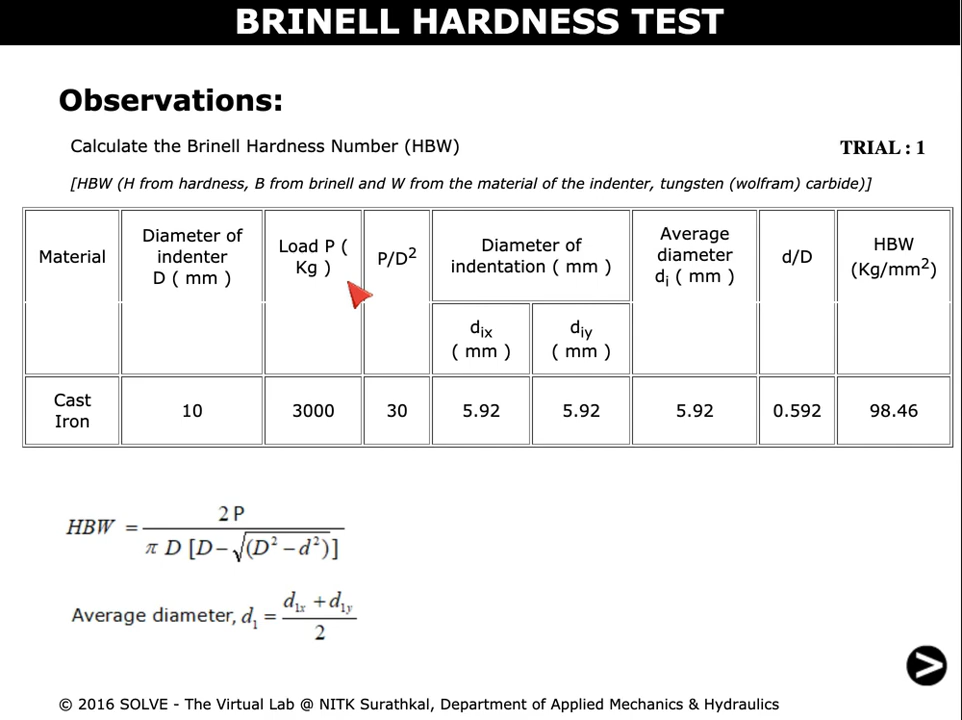 BRINELL HARDNESS TEST
Observations:
Calculate the Brinell Hardness Number (HBW)
TRIAL : 1
[HBW (H from hardness, B from brinell and W from the material of the indenter, tungsten (wolfram) carbide)]
Material
Diameter of
indenter
D ( mm )
Load P (
Kg )
P/D²
Diameter of
indentation ( mm )
Average
diameter
dᵢ ( mm )
d/D
HBW
(Kg/mm²)
dix
( mm )
diy
( mm )
Cast
Iron
10
3000
30
5.92
5.92
5.92
0.592
98.46
HBW = 2 P / π D [D−√(D² − d²)]
Average diameter, d₁ = d₁ₓ + d₁y / 2
>
© 2016 SOLVE - The Virtual Lab @ NITK Surathkal, Department of Applied Mechanics & Hydraulics